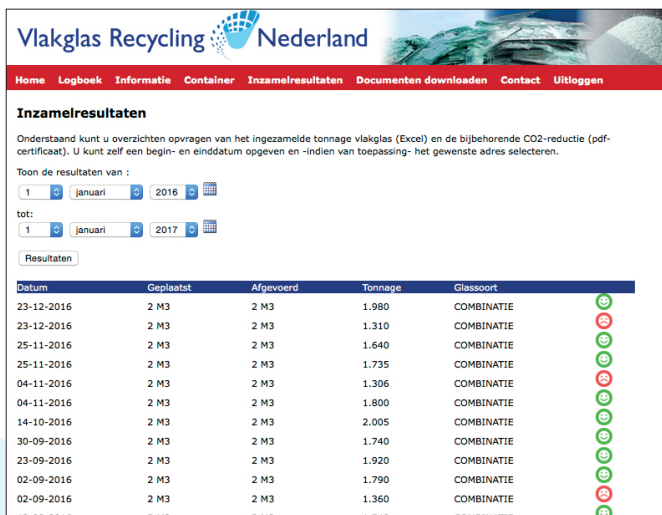 Vlakglas Recycling Nederland
Home Logboek Informatie Container Inzamelresultaten Documenten downloaden Contact Uitloggen
Inzamelresultaten
Onderstaand kunt u overzichten opvragen van het ingezamelde tonnage vlakglas (Excel) en de bijbehorende CO2-reductie (pdf-
certificaat). U kunt zelf een begin- en einddatum opgeven en -indien van toepassing- het gewenste adres selecteren.
Toon de resultaten van :
1 januari 2016
tot:
1 januari 2017
Resultaten
Datum Geplaatst Afgevoerd Tonnage Glassoort
23-12-2016 2 M3 2 M3 1.980 COMBINATIE
23-12-2016 2 M3 2 M3 1.310 COMBINATIE
25-11-2016 2 M3 2 M3 1.640 COMBINATIE
25-11-2016 2 M3 2 M3 1.735 COMBINATIE
04-11-2016 2 M3 2 M3 1.306 COMBINATIE
04-11-2016 2 M3 2 M3 1.800 COMBINATIE
14-10-2016 2 M3 2 M3 2.005 COMBINATIE
30-09-2016 2 M3 2 M3 1.740 COMBINATIE
23-09-2016 2 M3 2 M3 1.920 COMBINATIE
02-09-2016 2 M3 2 M3 1.790 COMBINATIE
02-09-2016 2 M3 2 M3 1.360 COMBINATIE